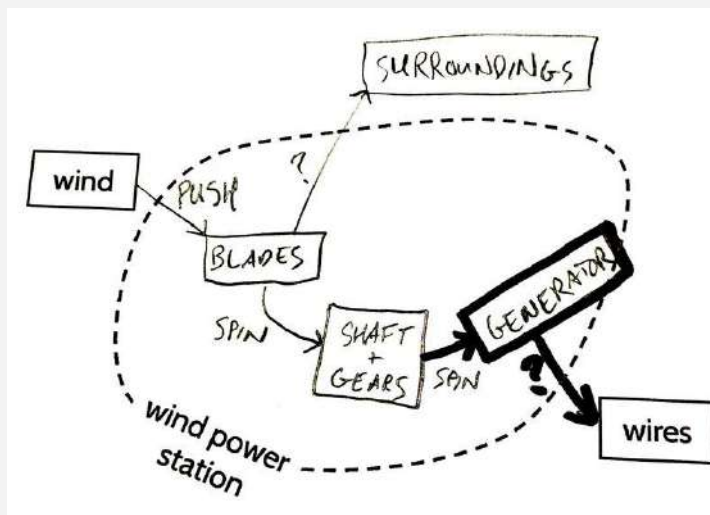 SURROUNDINGS
wind
PUSH
?
BLADES
SPIN
SHAFT
+
GEARS
SPIN
GENERATOR
?
wires
wind power
station